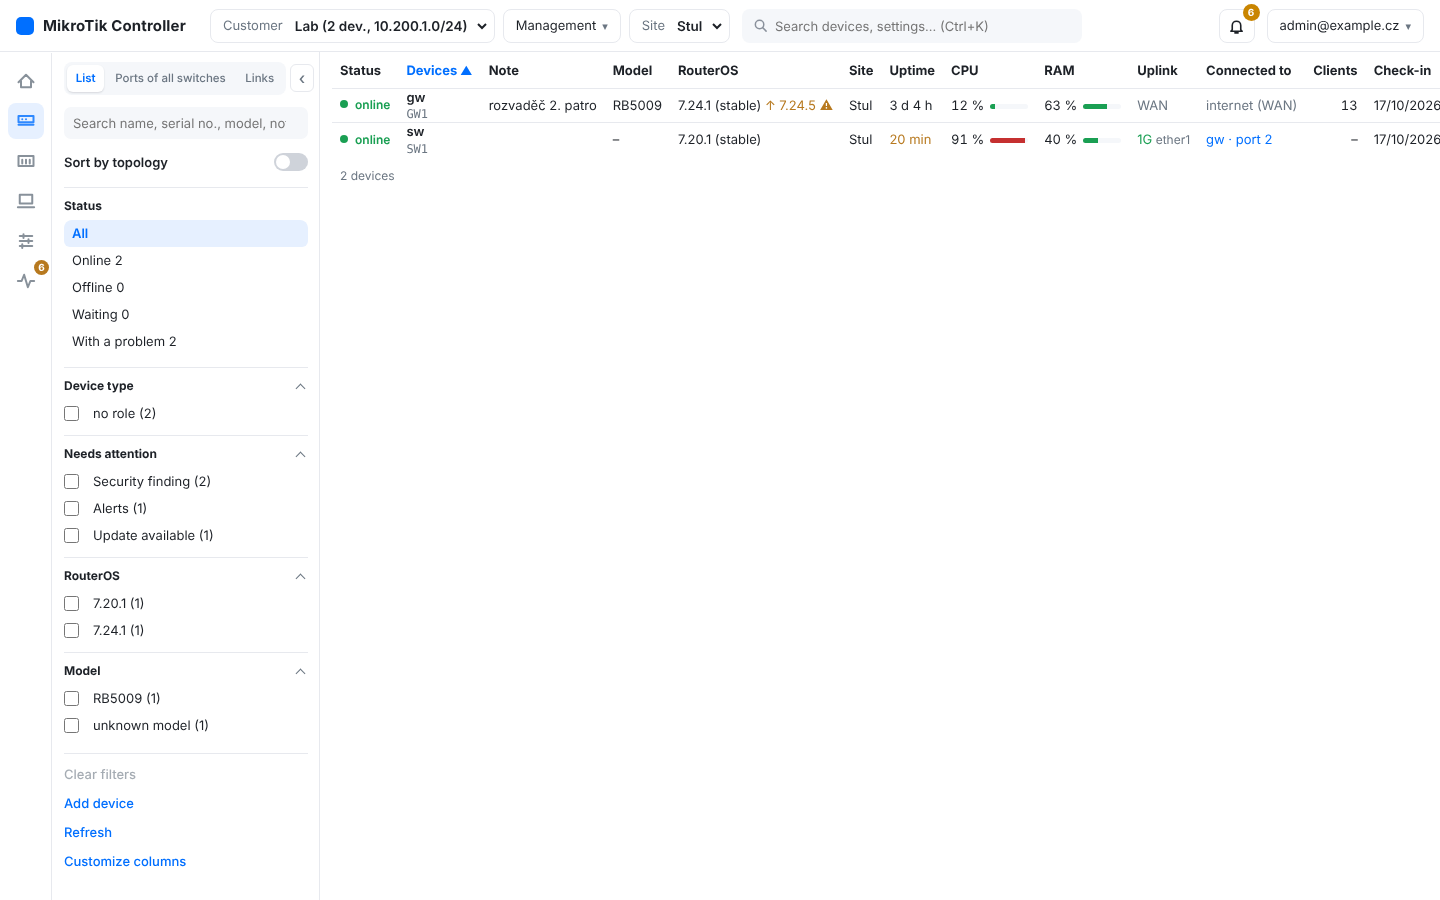 MikroTik Controller
Customer Lab (2 dev., 10.200.1.0/24)
Management
Site Stul
Search devices, settings... (Ctrl+K)
6
admin@example.cz
List
Ports of all switches
Links
Search name, serial no., model, no
Sort by topology
Status
All
Online 2
Offline 0
Waiting 0
With a problem 2
Device type
no role (2)
Needs attention
Security finding (2)
Alerts (1)
Update available (1)
RouterOS
7.20.1 (1)
7.24.1 (1)
Model
RB5009 (1)
unknown model (1)
Clear filters
Add device
Refresh
Customize columns
6
Status Devices ▲ Note Model RouterOS Site Uptime CPU RAM Uplink Connected to Clients Check-in
online gw rozvaděč 2. patro RB5009 7.24.1 (stable) ↑ 7.24.5 ⚠ Stul 3 d 4 h 12 % 63 % WAN internet (WAN) 13 17/10/2026
GW1
online sw – 7.20.1 (stable) Stul 20 min 91 % 40 % 1G ether1 gw · port 2 – 17/10/2026
SW1
2 devices